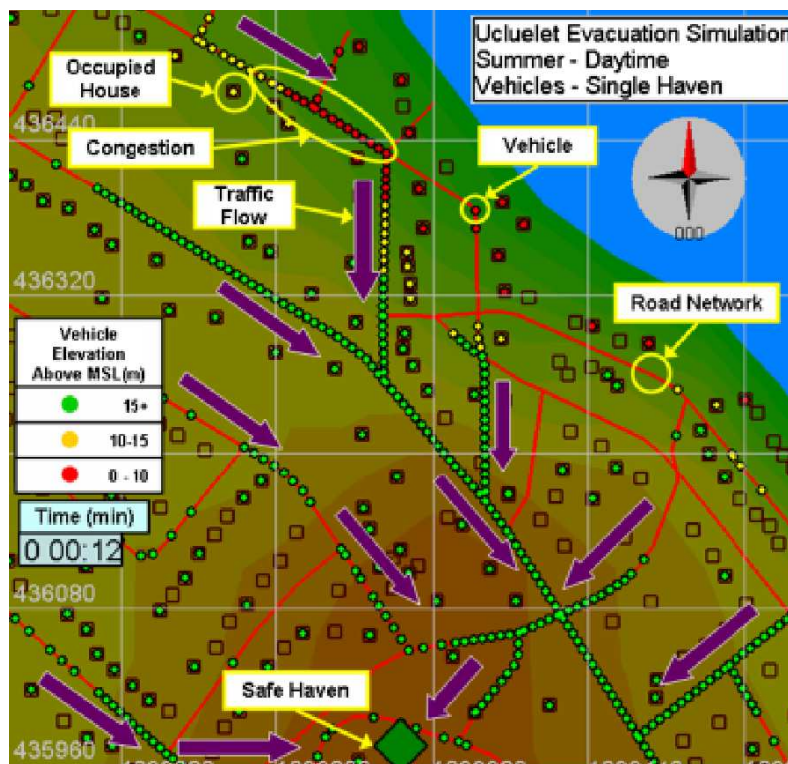 Ucluelet Evacuation Simulation
Summer - Daytime
Vehicles - Single Haven
Occupied
House
436440
Congestion
Vehicle
Traffic
Flow
000
436320
Road Network
Vehicle
Elevation
Above MSL(m)
15+
10-15
0 - 10
Time (min)
0 00:12
436080
Safe Haven
435960